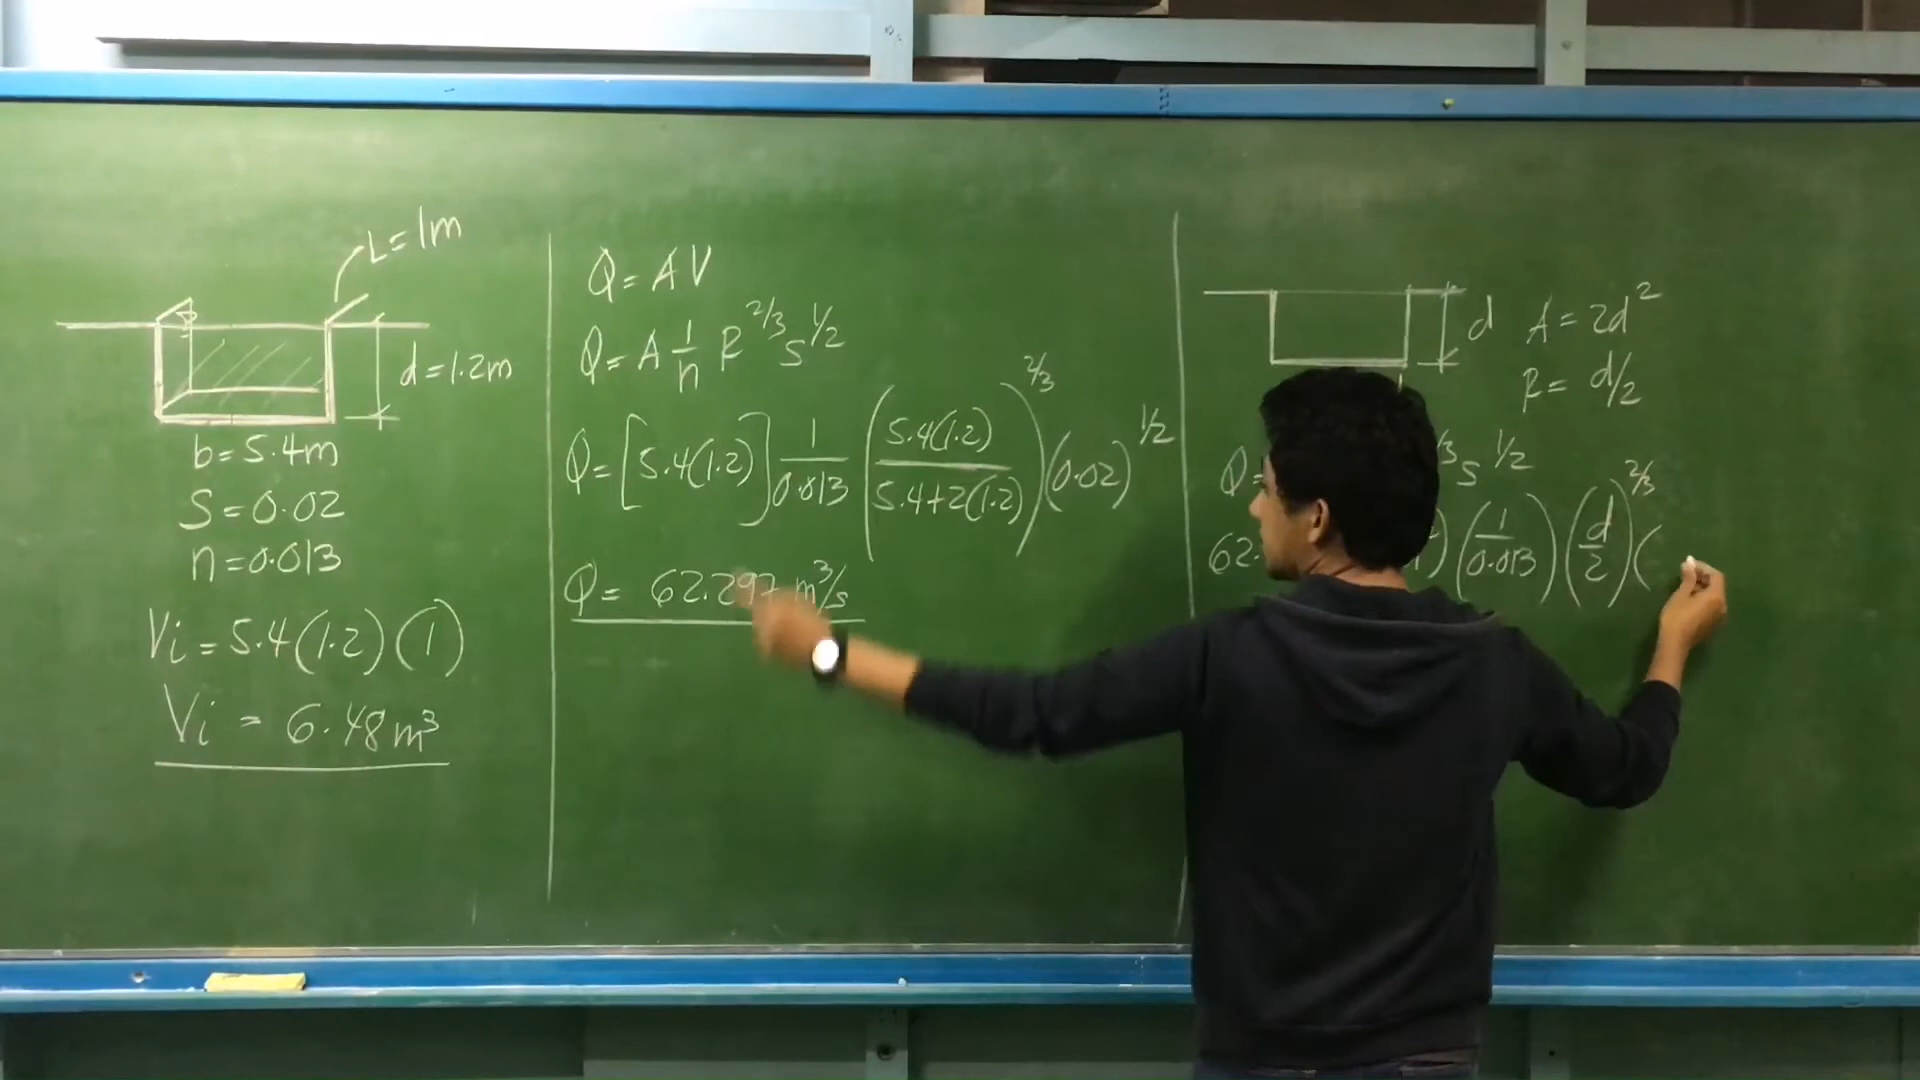 L=1m
d=1.2m
b=5.4m
S=0.02
n=0.013
Vi=5.4(1.2)(1)
Vi = 6.48m³
Q=AV
Q=A 1/n R^2/3 S^1/2
Q=[5.4(1.2)] 1/0.013 (5.4(1.2)/5.4+2(1.2))^2/3 (0.02)^1/2
Q= 62.297 m³/s
d
A=2d²
R= d/2
Q= S^1/2
62. (1/0.013)(d/2)^2/3 (